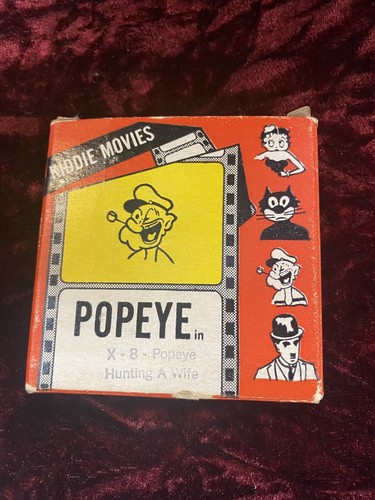 KIDDIE MOVIES
POPEYE in
X - 8 - Popeye
Hunting A Wife